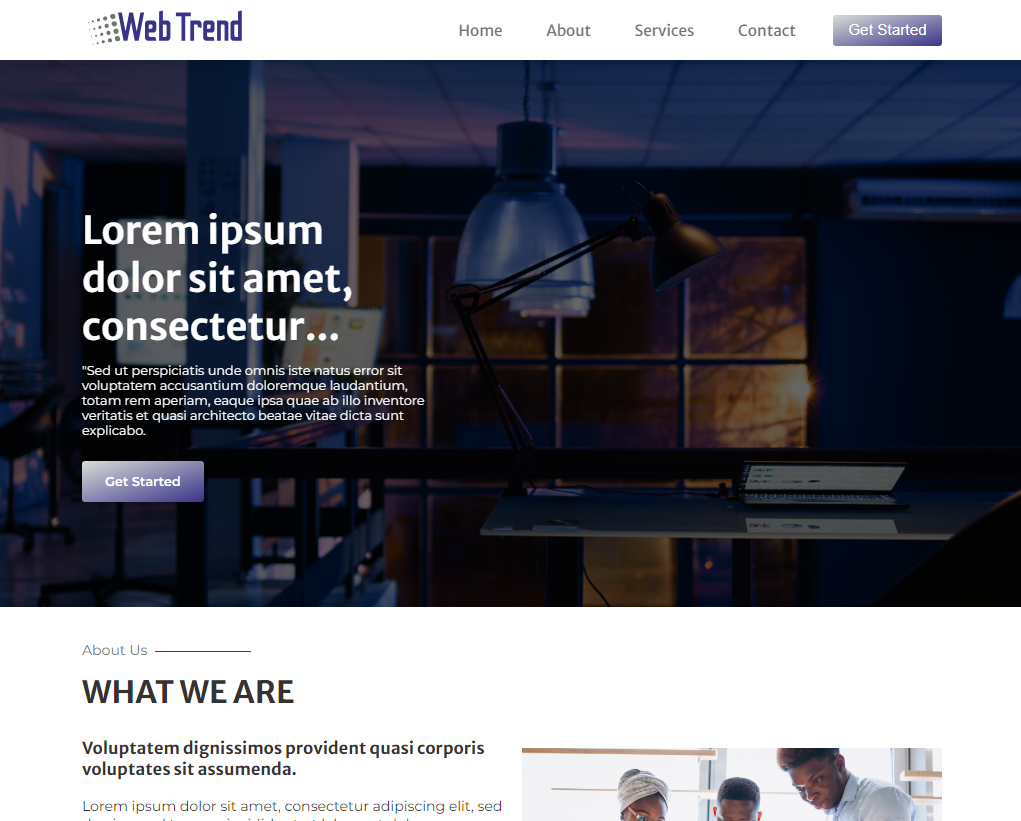 Web Trend
Home About Services Contact Get Started
Lorem ipsum
dolor sit amet,
consectetur...
"Sed ut perspiciatis unde omnis iste natus error sit
voluptatem accusantium doloremque laudantium,
totam rem aperiam, eaque ipsa quae ab illo inventore
veritatis et quasi architecto beatae vitae dicta sunt
explicabo.
Get Started
About Us
WHAT WE ARE
Voluptatem dignissimos provident quasi corporis
voluptates sit assumenda.
Lorem ipsum dolor sit amet, consectetur adipiscing elit, sed